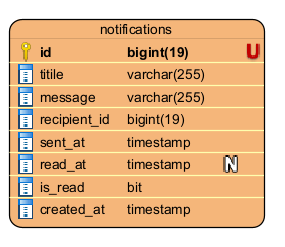 notifications
id bigint(19) U
titile varchar(255)
message varchar(255)
recipient_id bigint(19)
sent_at timestamp
read_at timestamp N
is_read bit
created_at timestamp